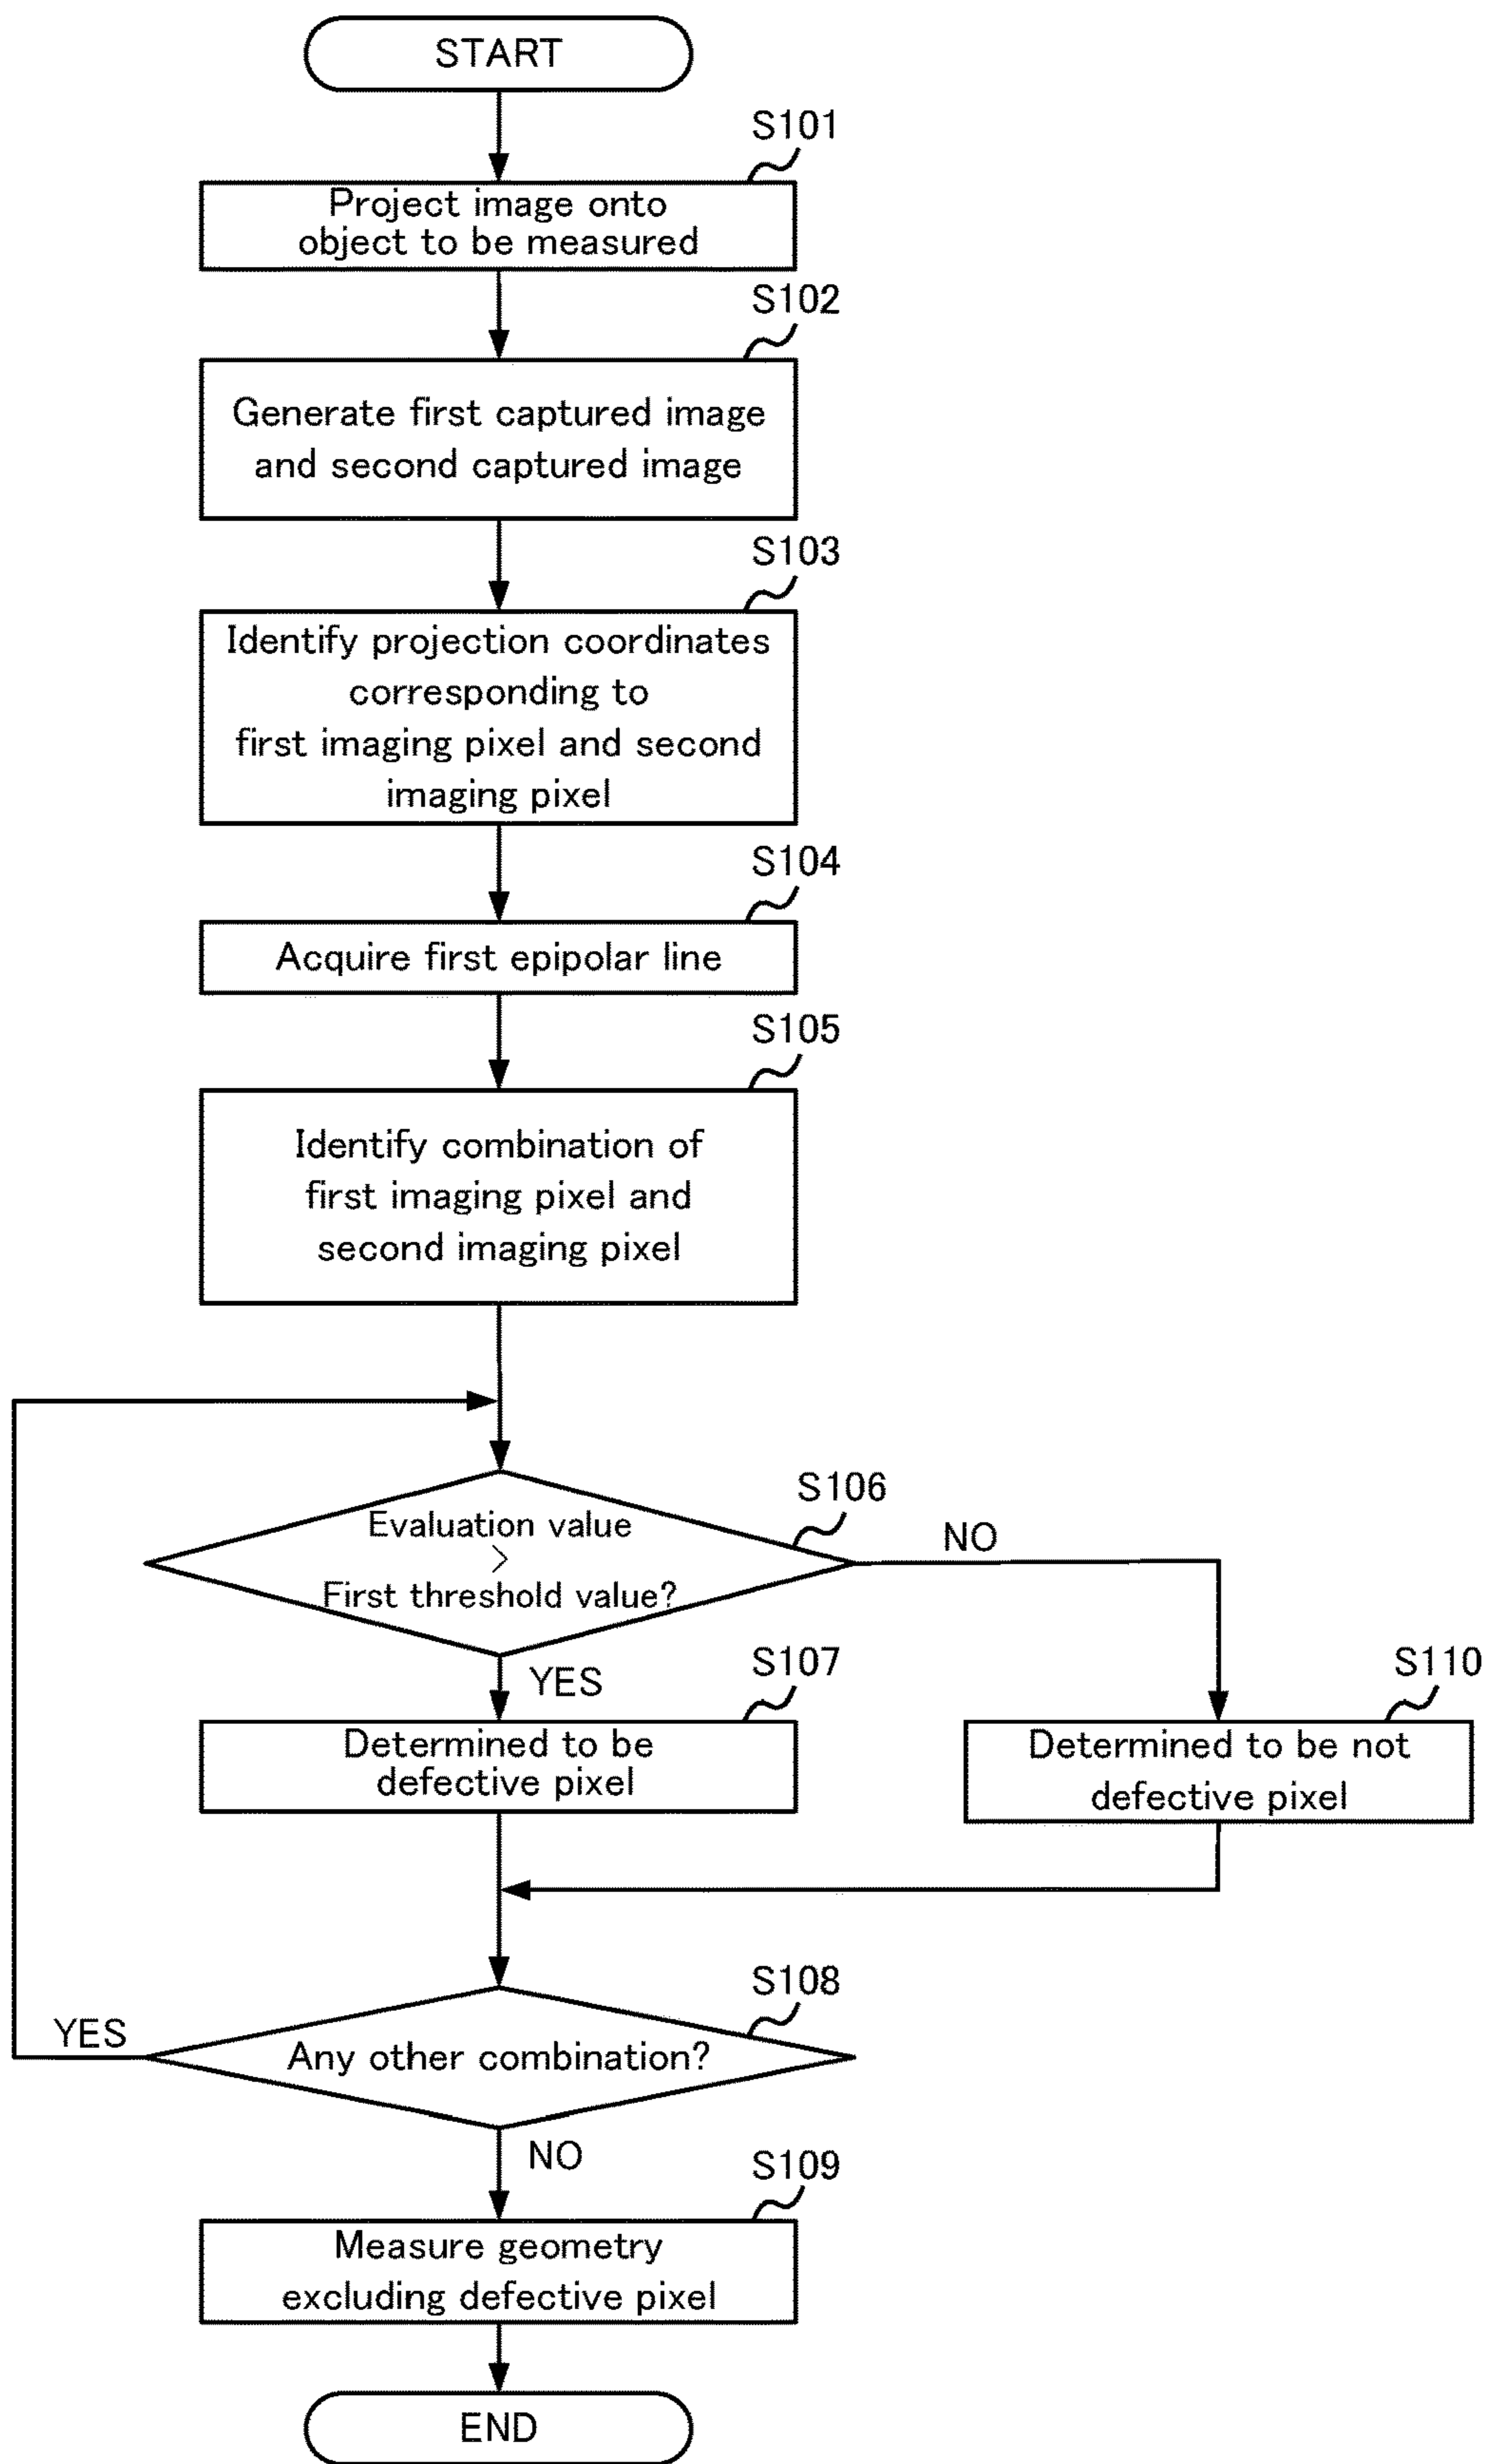 START
S101
Project image onto
object to be measured
S102
Generate first captured image
and second captured image
S103
Identify projection coordinates
corresponding to
first imaging pixel and second
imaging pixel
S104
Acquire first epipolar line
S105
Identify combination of
first imaging pixel and
second imaging pixel
S106
Evaluation value
>
First threshold value?
NO
YES
S107
Determined to be
defective pixel
S110
Determined to be not
defective pixel
S108
YES
Any other combination?
NO
S109
Measure geometry
excluding defective pixel
END